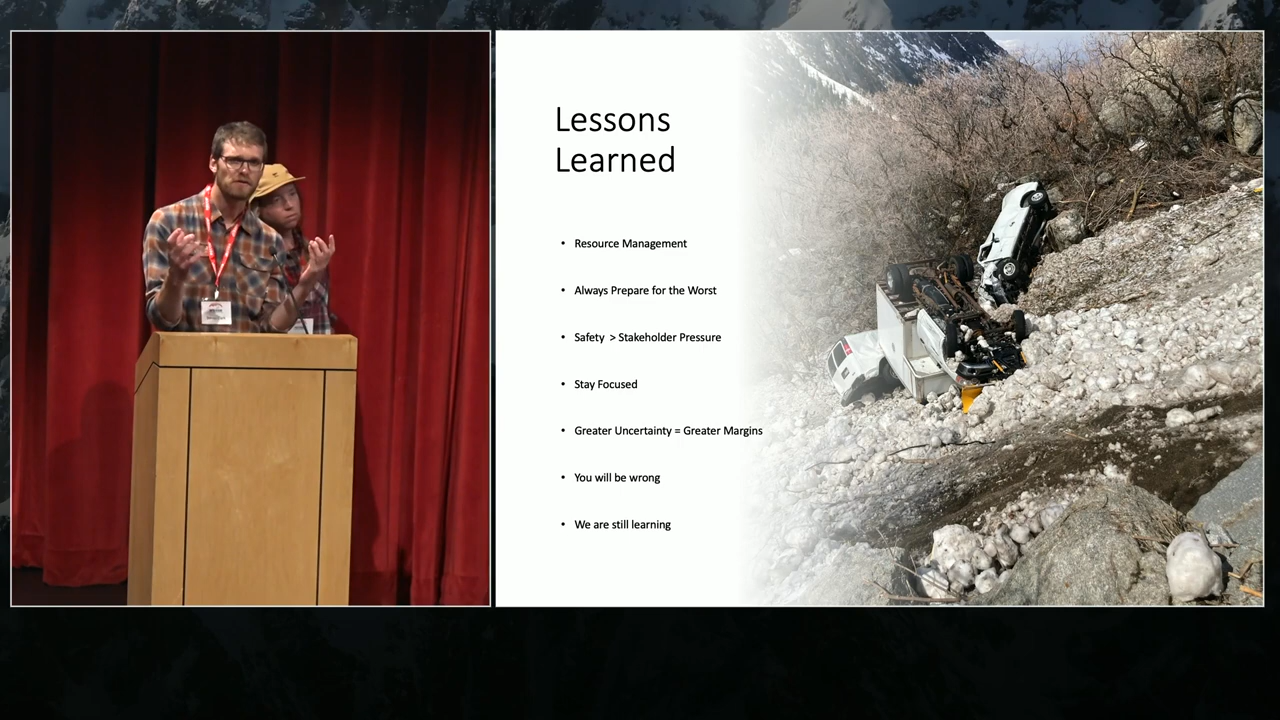 Lessons
Learned
• Resource Management
• Always Prepare for the Worst
• Safety > Stakeholder Pressure
• Stay Focused
• Greater Uncertainty = Greater Margins
• You will be wrong
• We are still learning